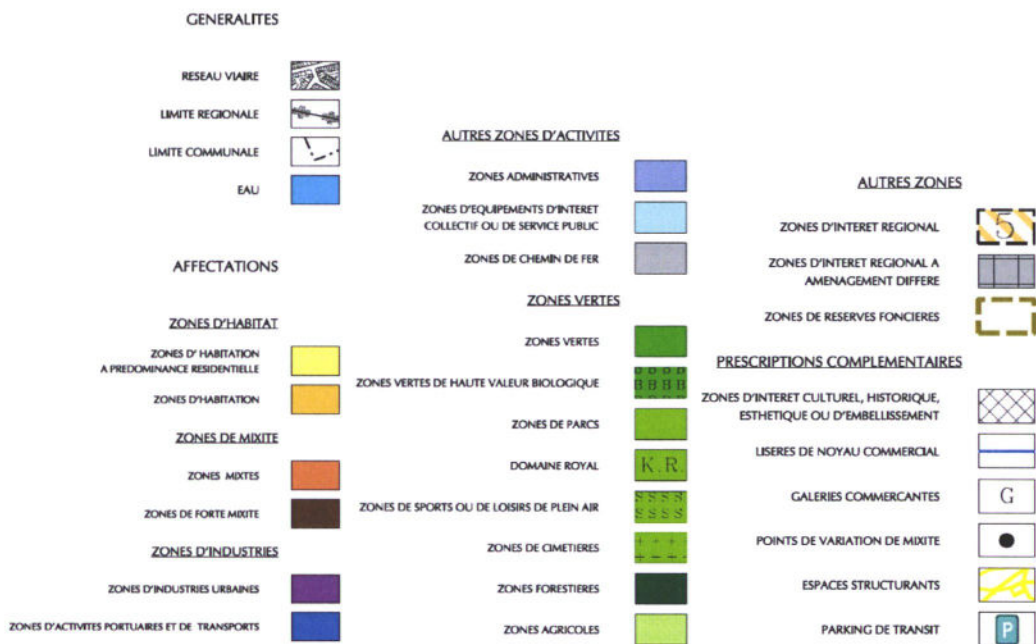 GENERALITES
RESEAU VIAIRE
LIMITE REGIONALE
LIMITE COMMUNALE
EAU
AFFECTATIONS
ZONES D'HABITAT
ZONES D' HABITATION
A PREDOMINANCE RESIDENTIELLE
ZONES D'HABITATION
ZONES DE MIXITE
ZONES MIXTES
ZONES DE FORTE MIXITE
ZONES D'INDUSTRIES
ZONES D'INDUSTRIES URBAINES
ZONES D'ACTIVITES PORTUAIRES ET DE TRANSPORTS
AUTRES ZONES D'ACTIVITES
ZONES ADMINISTRATIVES
ZONES D'EQUIPEMENTS D'INTERET
COLLECTIF OU DE SERVICE PUBLIC
ZONES DE CHEMIN DE FER
ZONES VERTES
ZONES VERTES
ZONES VERTES DE HAUTE VALEUR BIOLOGIQUE
B B B B
ZONES DE PARCS
DOMAINE ROYAL
K.R.
ZONES DE SPORTS OU DE LOISIRS DE PLEIN AIR
S S S S
S S S S
ZONES DE CIMETIERES
ZONES FORESTIERES
ZONES AGRICOLES
AUTRES ZONES
ZONES D'INTERET REGIONAL
5
ZONES D'INTERET REGIONAL A
AMENAGEMENT DIFFERE
ZONES DE RESERVES FONCIERES
PRESCRIPTIONS COMPLEMENTAIRES
ZONES D'INTERET CULTUREL, HISTORIQUE,
ESTHETIQUE OU D'EMBELLISSEMENT
LISERES DE NOYAU COMMERCIAL
GALERIES COMMERCANTES
G
POINTS DE VARIATION DE MIXITE
ESPACES STRUCTURANTS
PARKING DE TRANSIT
P